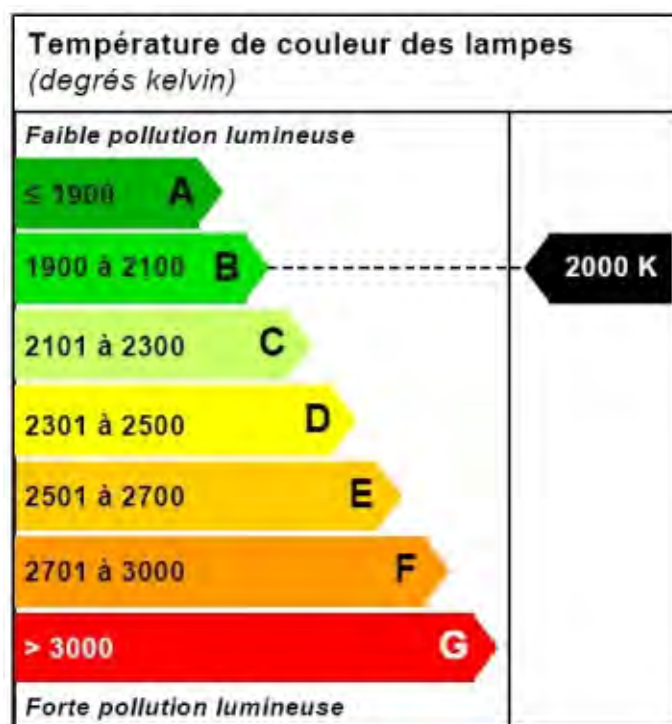 Température de couleur des lampes
(degrés kelvin)
Faible pollution lumineuse
≤ 1900 A
1900 à 2100 B 2000 K
2101 à 2300 C
2301 à 2500 D
2501 à 2700 E
2701 à 3000 F
> 3000 G
Forte pollution lumineuse